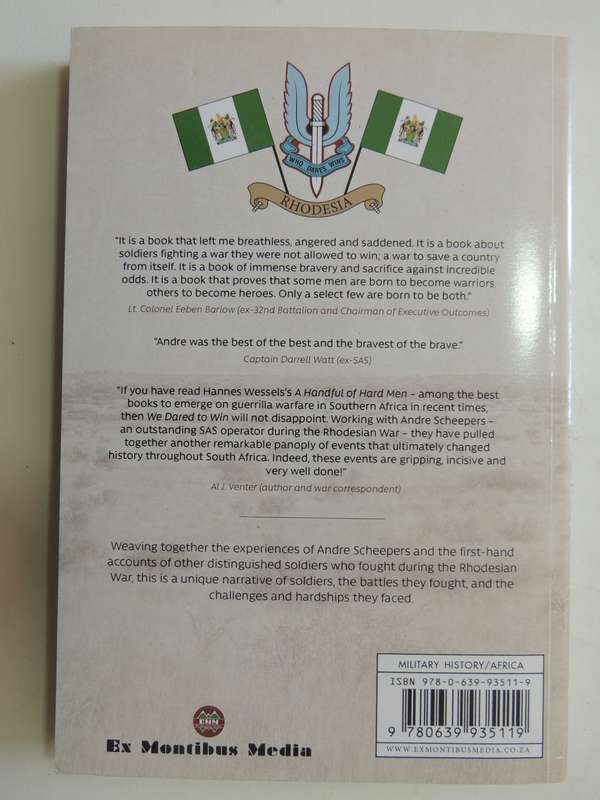 WHO DARES WINS
RHODESIA
"It is a book that left me breathless, angered and saddened. It is a book about
soldiers fighting a war they were not allowed to win; a war to save a country
from itself. It is a book of immense bravery and sacrifice against incredible
odds. It is a book that proves that some men are born to become warriors,
others to become heroes. Only a select few are born to be both."
Lt. Colonel Eeben Barlow (ex-32nd Battalion and Chairman of Executive Outcomes)
"Andre was the best of the best and the bravest of the brave."
Captain Darrell Watt (ex-SAS)
"If you have read Hannes Wessels's A Handful of Hard Men – among the best
books to emerge on guerrilla warfare in Southern Africa in recent times,
then We Dared to Win will not disappoint. Working with Andre Scheepers –
an outstanding SAS operator during the Rhodesian War – they have pulled
together another remarkable panoply of events that ultimately changed
history throughout South Africa. Indeed, these events are gripping, incisive and
very well done!"
Al J. Venter (author and war correspondent)
Weaving together the experiences of Andre Scheepers and the first-hand
accounts of other distinguished soldiers who fought during the Rhodesian
War, this is a unique narrative of soldiers, the battles they fought, and the
challenges and hardships they faced.
MILITARY HISTORY/AFRICA
ISBN 978-0-639-93511-9
9 780639 935119
WWW.EXMONTIBUSMEDIA.CO.ZA
EMM
Ex Montibus Media